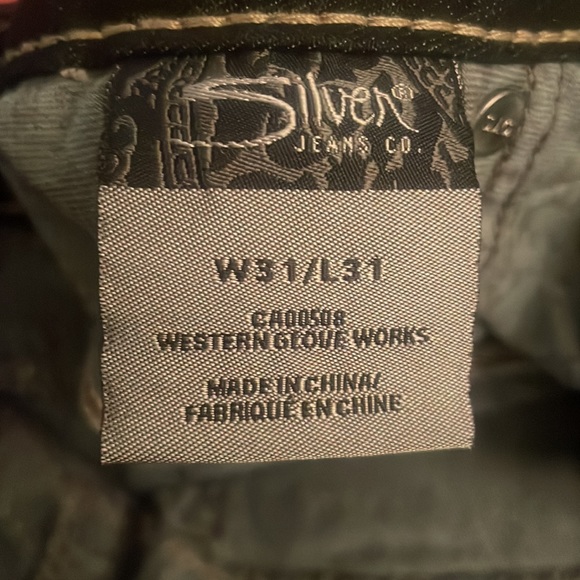 Silver®
JEANS CO.
W31/L31
CA00508
WESTERN GLOVE WORKS
MADE IN CHINA/
FABRIQUÉ EN CHINE